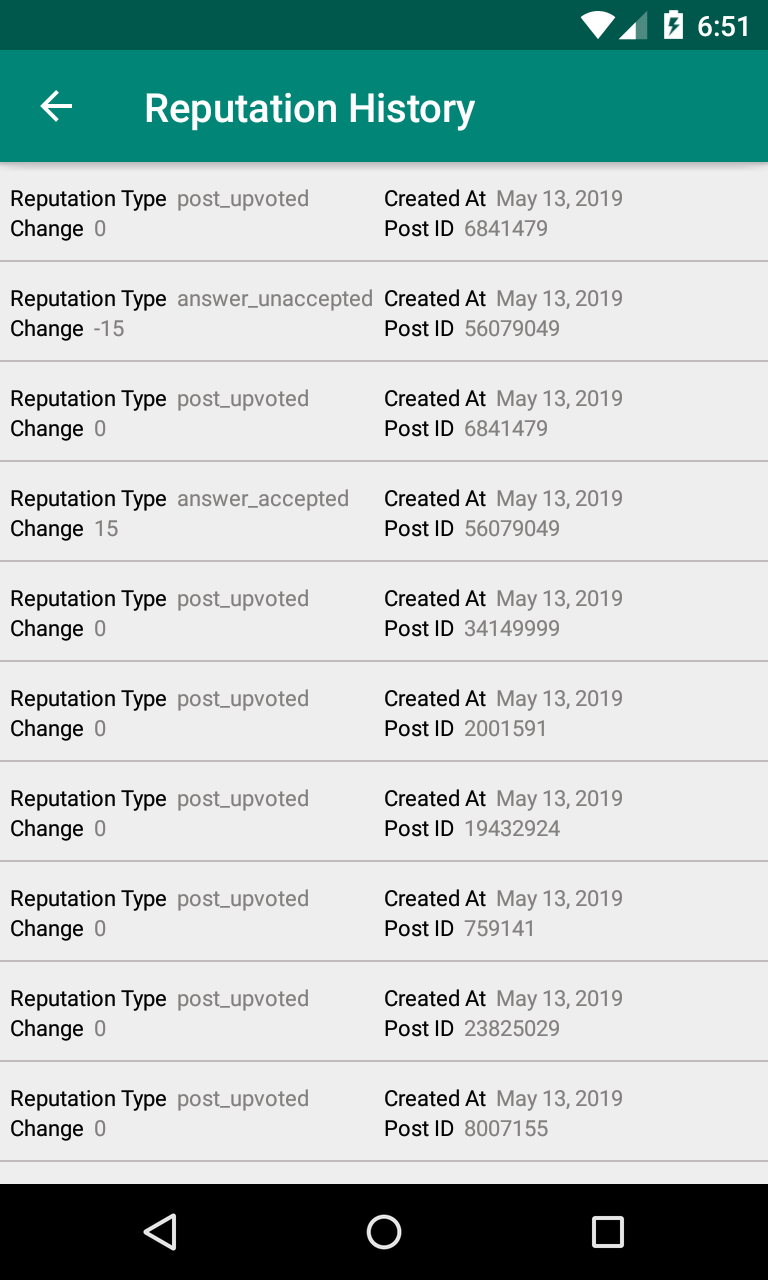 6:51
Reputation History
Reputation Type post_upvoted Created At May 13, 2019
Change 0 Post ID 6841479
Reputation Type answer_unaccepted Created At May 13, 2019
Change -15 Post ID 56079049
Reputation Type post_upvoted Created At May 13, 2019
Change 0 Post ID 6841479
Reputation Type answer_accepted Created At May 13, 2019
Change 15 Post ID 56079049
Reputation Type post_upvoted Created At May 13, 2019
Change 0 Post ID 34149999
Reputation Type post_upvoted Created At May 13, 2019
Change 0 Post ID 2001591
Reputation Type post_upvoted Created At May 13, 2019
Change 0 Post ID 19432924
Reputation Type post_upvoted Created At May 13, 2019
Change 0 Post ID 759141
Reputation Type post_upvoted Created At May 13, 2019
Change 0 Post ID 23825029
Reputation Type post_upvoted Created At May 13, 2019
Change 0 Post ID 8007155